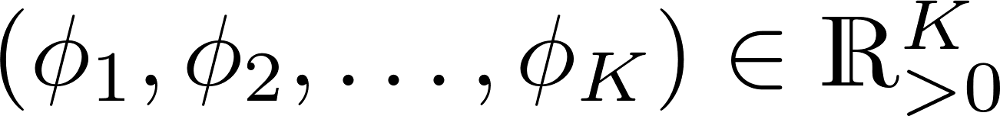 (ϕ₁, ϕ₂, . . . , ϕ_K) ∈ ℝ^K_{>0}